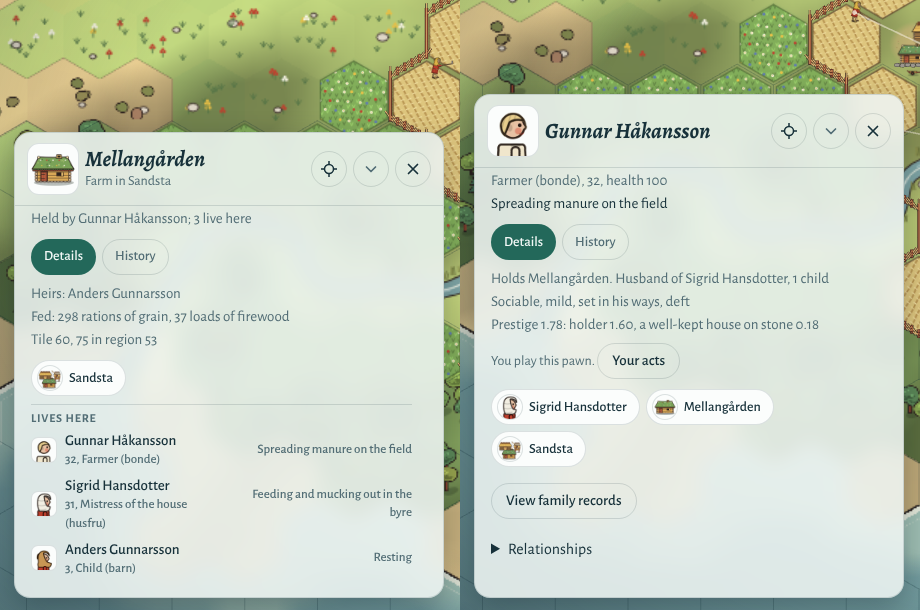 Mellangården
Farm in Sandsta
Held by Gunnar Håkansson; 3 live here
Details
History
Heirs: Anders Gunnarsson
Fed: 298 rations of grain, 37 loads of firewood
Tile 60, 75 in region 53
Sandsta
LIVES HERE
Gunnar Håkansson
32, Farmer (bonde)
Spreading manure on the field
Sigrid Hansdotter
31, Mistress of the house
(husfru)
Feeding and mucking out in the
byre
Anders Gunnarsson
3, Child (barn)
Resting
Gunnar Håkansson
Farmer (bonde), 32, health 100
Spreading manure on the field
Details
History
Holds Mellangården. Husband of Sigrid Hansdotter, 1 child
Sociable, mild, set in his ways, deft
Prestige 1.78: holder 1.60, a well-kept house on stone 0.18
You play this pawn.
Your acts
Sigrid Hansdotter
Mellangården
Sandsta
View family records
Relationships